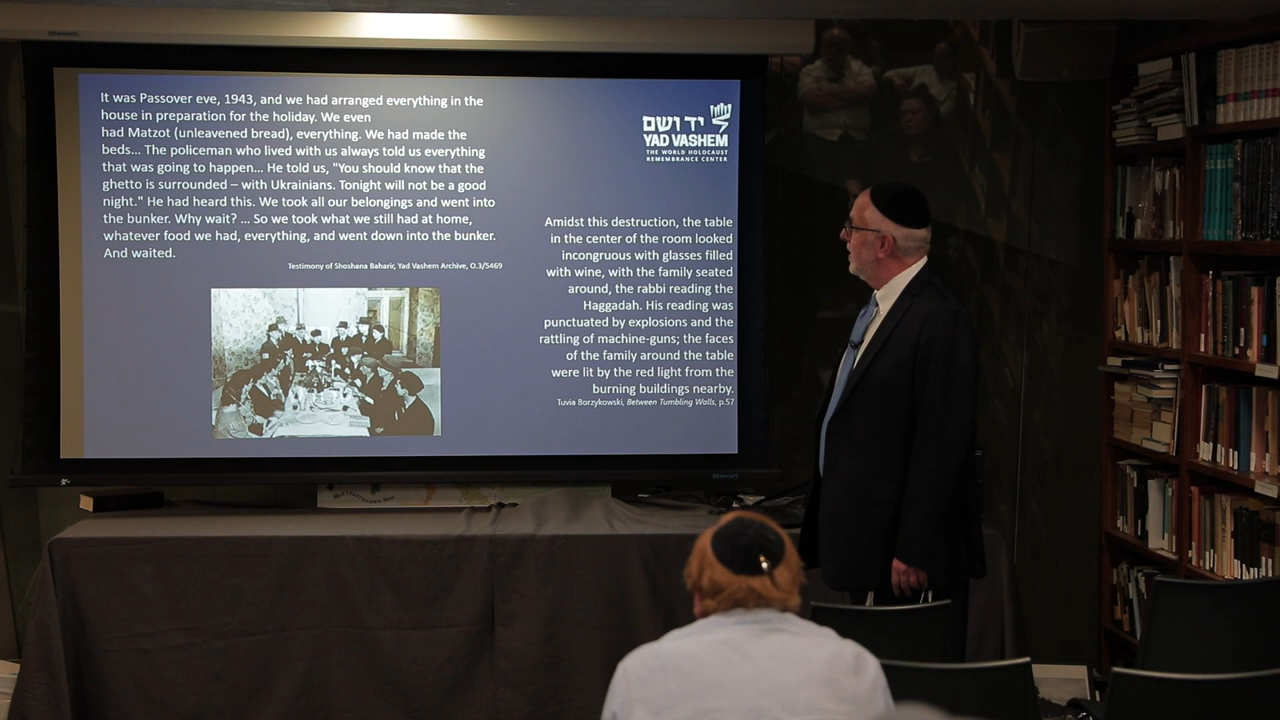 It was Passover eve, 1943, and we had arranged everything in the
house in preparation for the holiday. We even
had Matzot (unleavened bread), everything. We had made the
beds... The policeman who lived with us always told us everything
that was going to happen... He told us, "You should know that the
ghetto is surrounded – with Ukrainians. Tonight will not be a good
night." He had heard this. We took all our belongings and went into
the bunker. Why wait? ... So we took what we still had at home,
whatever food we had, everything, and went down into the bunker.
And waited.
Testimony of Shoshana Baharir, Yad Vashem Archive, O.3/5469
יד ושם
YAD VASHEM
THE WORLD HOLOCAUST
REMEMBRANCE CENTER
Amidst this destruction, the table
in the center of the room looked
incongruous with glasses filled
with wine, with the family seated
around, the rabbi reading the
Haggadah. His reading was
punctuated by explosions and the
rattling of machine-guns; the faces
of the family around the table
were lit by the red light from the
burning buildings nearby.
Tuvia Borzykowski, Between Tumbling Walls, p.57
Stewart
Mediterranean Sea